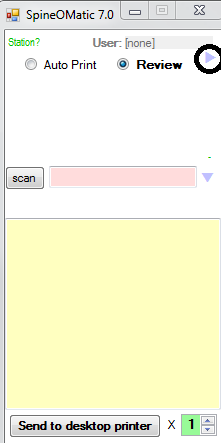 SpineOMatic 7.0
Station? User: [none]
Auto Print Review
scan
Send to desktop printer X 1